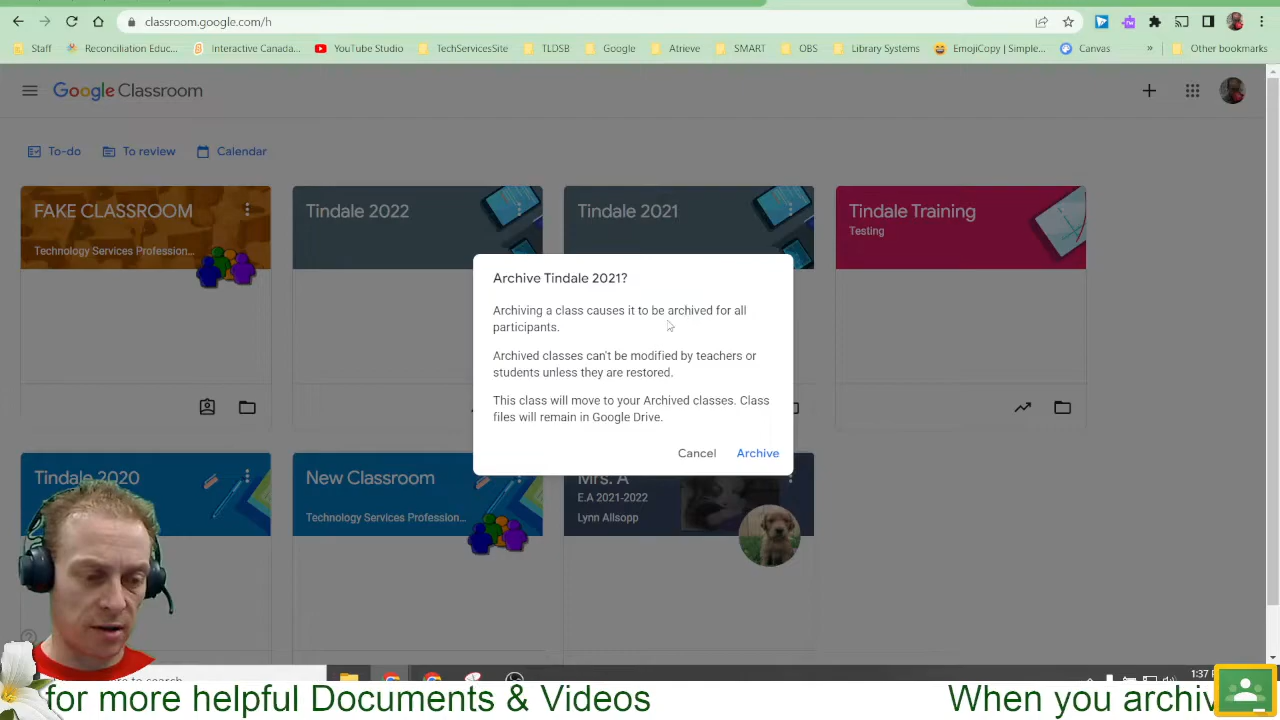 classroom.google.com/h
Staff
Reconciliation Educ...
Interactive Canada...
YouTube Studio
TechServicesSite
TLDSB
Google
Atrieve
SMART
OBS
Library Systems
EmojiCopy | Simple...
Canvas
»
Other bookmarks
Google Classroom
To-do
To review
Calendar
FAKE CLASSROOM
Technology Services Profession...
Tindale 2022
Tindale 2021
Tindale Training
Testing
Archive Tindale 2021?
Archiving a class causes it to be archived for all
participants.
Archived classes can't be modified by teachers or
students unless they are restored.
This class will move to your Archived classes. Class
files will remain in Google Drive.
Cancel
Archive
Tindale 2020
New Classroom
Technology Services Profession...
Mrs. A
E.A 2021-2022
Lynn Allsopp
to search
1:37
for more helpful Documents & Videos
When you archiv